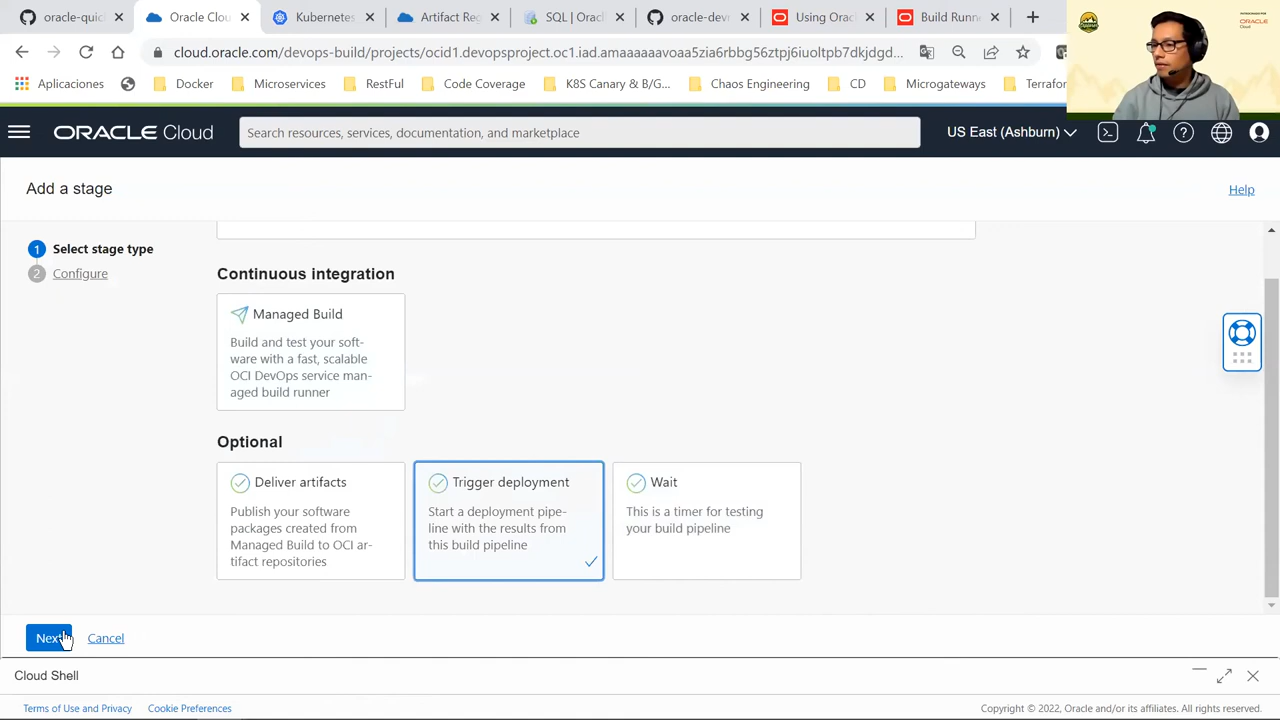 oracle-quic
Oracle Clou
Kubernetes
Artifact Reg
SCM | Oracl
oracle-dev
Using Oracl
Build Runne
cloud.oracle.com/devops-build/projects/ocid1.devopsproject.oc1.iad.amaaaaaavoaa5zia6rbbg56ztpj6iuoltpb7dkjdg...
Aplicaciones
Docker
Microservices
RestFul
Code Coverage
K8S Canary & B/G...
Chaos Engineering
CD
Microgateways
Terrafor
ORACLE Cloud
Search resources, services, documentation, and marketplace
US East (Ashburn)
Add a stage
Help
1 Select stage type
2 Configure
Continuous integration
Managed Build
Build and test your soft-
ware with a fast, scalable
OCI DevOps service man-
aged build runner
Optional
Deliver artifacts
Publish your software
packages created from
Managed Build to OCI ar-
tifact repositories
Trigger deployment
Start a deployment pipe-
line with the results from
this build pipeline
Wait
This is a timer for testing
your build pipeline
Next
Cancel
Cloud Shell
Terms of Use and Privacy
Cookie Preferences
Copyright © 2022, Oracle and/or its affiliates. All rights reserved.
ORACLE
Cloud